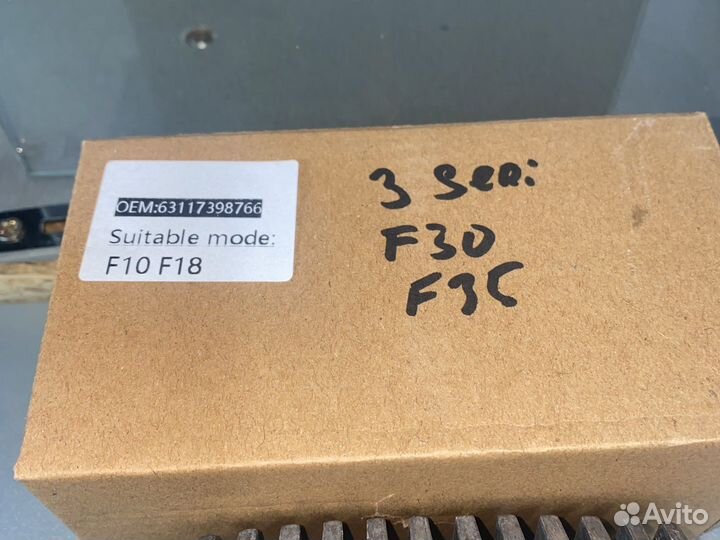 OEM:63117398766
Suitable mode:
F10 F18
3 Seri
F30
F35
Avito